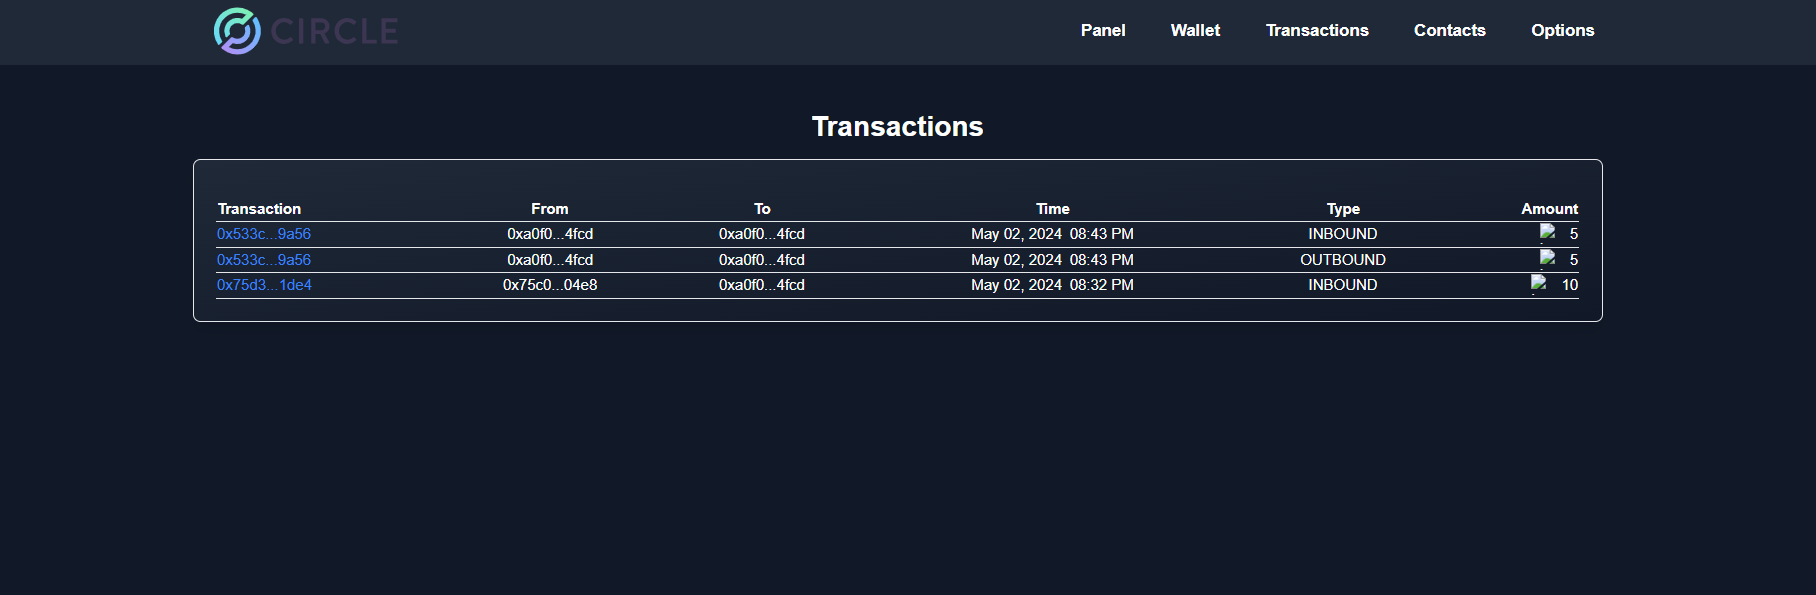 CIRCLE
Panel Wallet Transactions Contacts Options
Transactions
Transaction From To Time Type Amount
0x533c...9a56 0xa0f0...4fcd 0xa0f0...4fcd May 02, 2024 08:43 PM INBOUND 5
0x533c...9a56 0xa0f0...4fcd 0xa0f0...4fcd May 02, 2024 08:43 PM OUTBOUND 5
0x75d3...1de4 0x75c0...04e8 0xa0f0...4fcd May 02, 2024 08:32 PM INBOUND 10